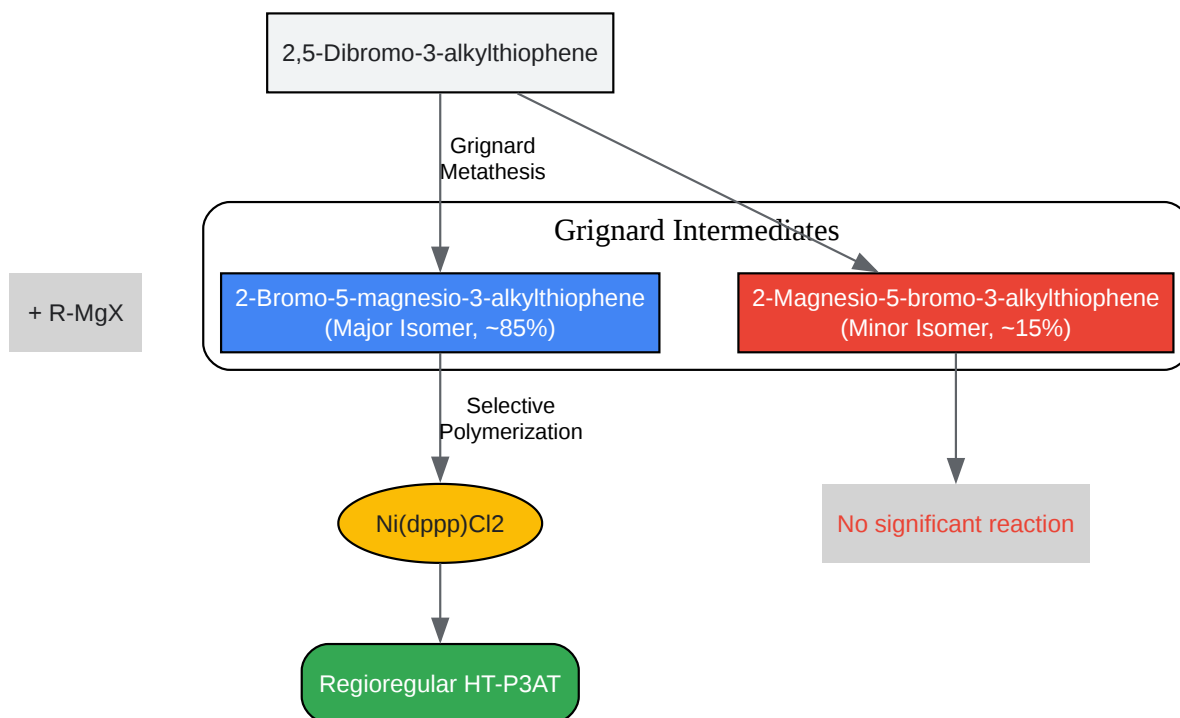 2,5-Dibromo-3-alkylthiophene
Grignard
Metathesis
Grignard Intermediates
+ R-MgX
2-Bromo-5-magnesio-3-alkylthiophene
(Major Isomer, ~85%)
2-Magnesio-5-bromo-3-alkylthiophene
(Minor Isomer, ~15%)
Selective
Polymerization
Ni(dppp)Cl2
No significant reaction
Regioregular HT-P3AT